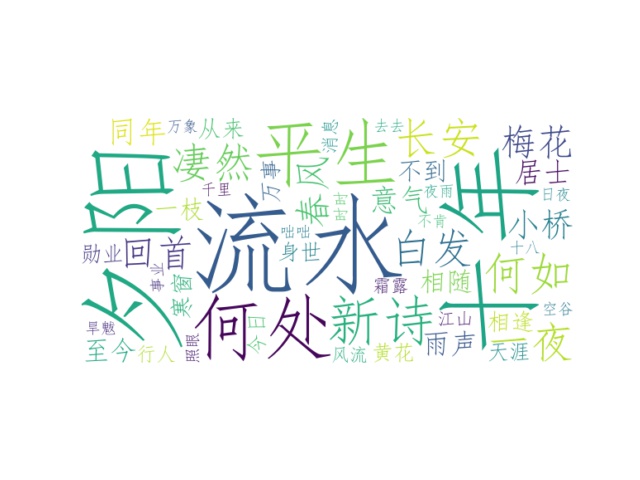 同年
万象
从来
消息
去去
长安
梅花
凄然
平生
风
不到
居士
夕阳
千里
万事
意气
夜雨
日夜
一枝
春
时时
不肯
十年
小桥
流水
咄咄
身世
白发
十八
勋业
回首
事业
寒窗
霜露
相随
何如
何处
新诗
空谷
旱魃
今日
江山
相逢
至今
行人
照眼
风流
黄花
雨声
天涯
一夜